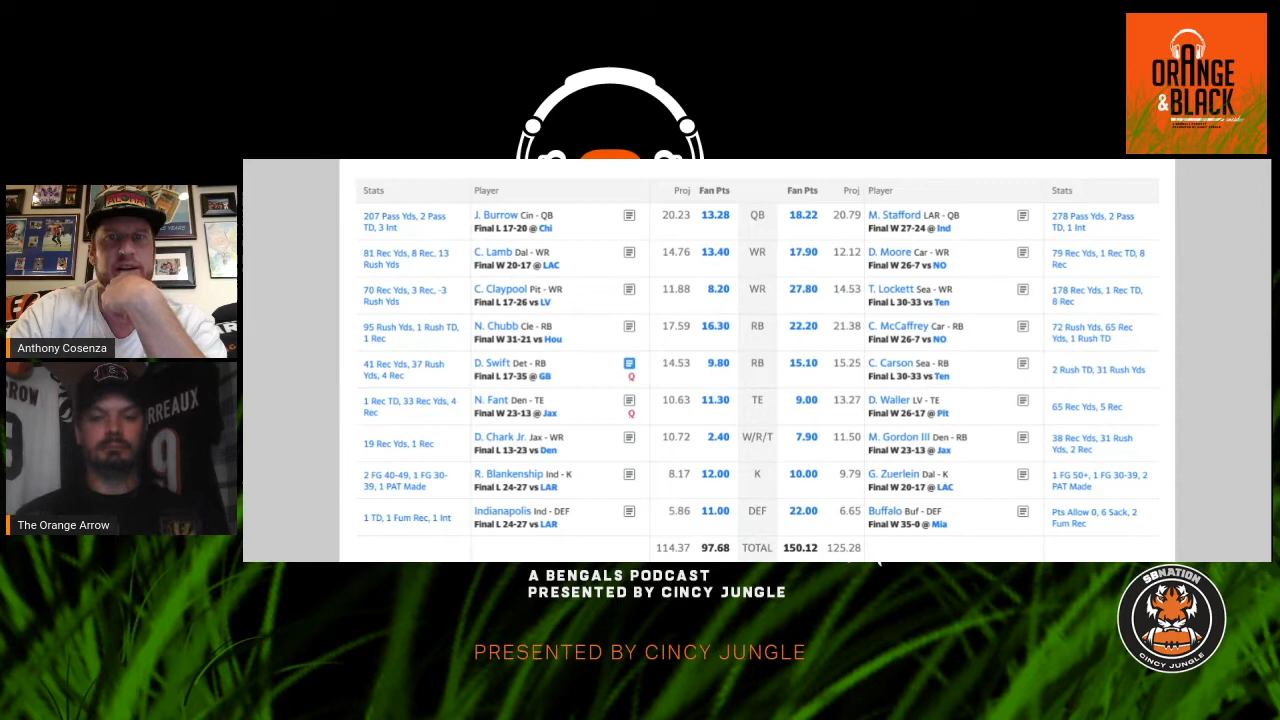 ORANGE
&BLACK
Stats Player Proj Fan Pts Fan Pts Proj Player Stats
207 Pass Yds, 2 Pass TD, 3 Int J. Burrow Cin - QB 20.23 13.28 QB 18.22 20.79 M. Stafford LAR - QB 278 Pass Yds, 2 Pass TD, 1 Int
Final L 17-20 @ Chi Final W 27-24 @ Ind
81 Rec Yds, 8 Rec, 13 Rush Yds C. Lamb Dal - WR 14.76 13.40 WR 17.90 12.12 D. Moore Car - WR 79 Rec Yds, 1 Rec TD, 8 Rec
Final W 20-17 @ LAC Final W 26-7 vs NO
70 Rec Yds, 3 Rec, -3 Rush Yds C. Claypool Pit - WR 11.88 8.20 WR 27.80 14.53 T. Lockett Sea - WR 178 Rec Yds, 1 Rec TD, 8 Rec
Final L 17-26 vs LV Final L 30-33 vs Ten
95 Rush Yds, 1 Rush TD, 1 Rec N. Chubb Cle - RB 17.59 16.30 RB 22.20 21.38 C. McCaffrey Car - RB 72 Rush Yds, 65 Rec Yds, 1 Rush TD
Final W 31-21 vs Hou Final W 26-7 vs NO
41 Rec Yds, 37 Rush Yds, 4 Rec D. Swift Det - RB 14.53 9.80 RB 15.10 15.25 C. Carson Sea - RB 2 Rush TD, 31 Rush Yds
Final L 17-35 @ GB Q Final L 30-33 vs Ten
1 Rec TD, 33 Rec Yds, 4 Rec N. Fant Den - TE 10.63 11.30 TE 9.00 13.27 D. Waller LV - TE 65 Rec Yds, 5 Rec
Final W 23-13 @ Jax Q Final W 26-17 @ Pit
19 Rec Yds, 1 Rec D. Chark Jr. Jax - WR 10.72 2.40 W/R/T 7.90 11.50 M. Gordon III Den - RB 38 Rec Yds, 31 Rush Yds, 2 Rec
Final L 13-23 vs Den Final W 23-13 @ Jax
2 FG 40-49, 1 FG 30-39, 1 PAT Made R. Blankenship Ind - K 8.17 12.00 K 10.00 9.79 G. Zuerlein Dal - K 1 FG 50+, 1 FG 30-39, 2 PAT Made
Final L 24-27 vs LAR Final W 20-17 @ LAC
1 TD, 1 Fum Rec, 1 Int Indianapolis Ind - DEF 5.86 11.00 DEF 22.00 6.65 Buffalo Buf - DEF Pts Allow 0, 6 Sack, 2 Fum Rec
Final L 24-27 vs LAR Final W 35-0 @ Mia
114.37 97.68 TOTAL 150.12 125.28
Anthony Cosenza
ROW
RREAUX
9
The Orange Arrow
A BENGALS PODCAST
PRESENTED BY CINCY JUNGLE
PRESENTED BY CINCY JUNGLE
SBNATION
CINCY JUNGLE